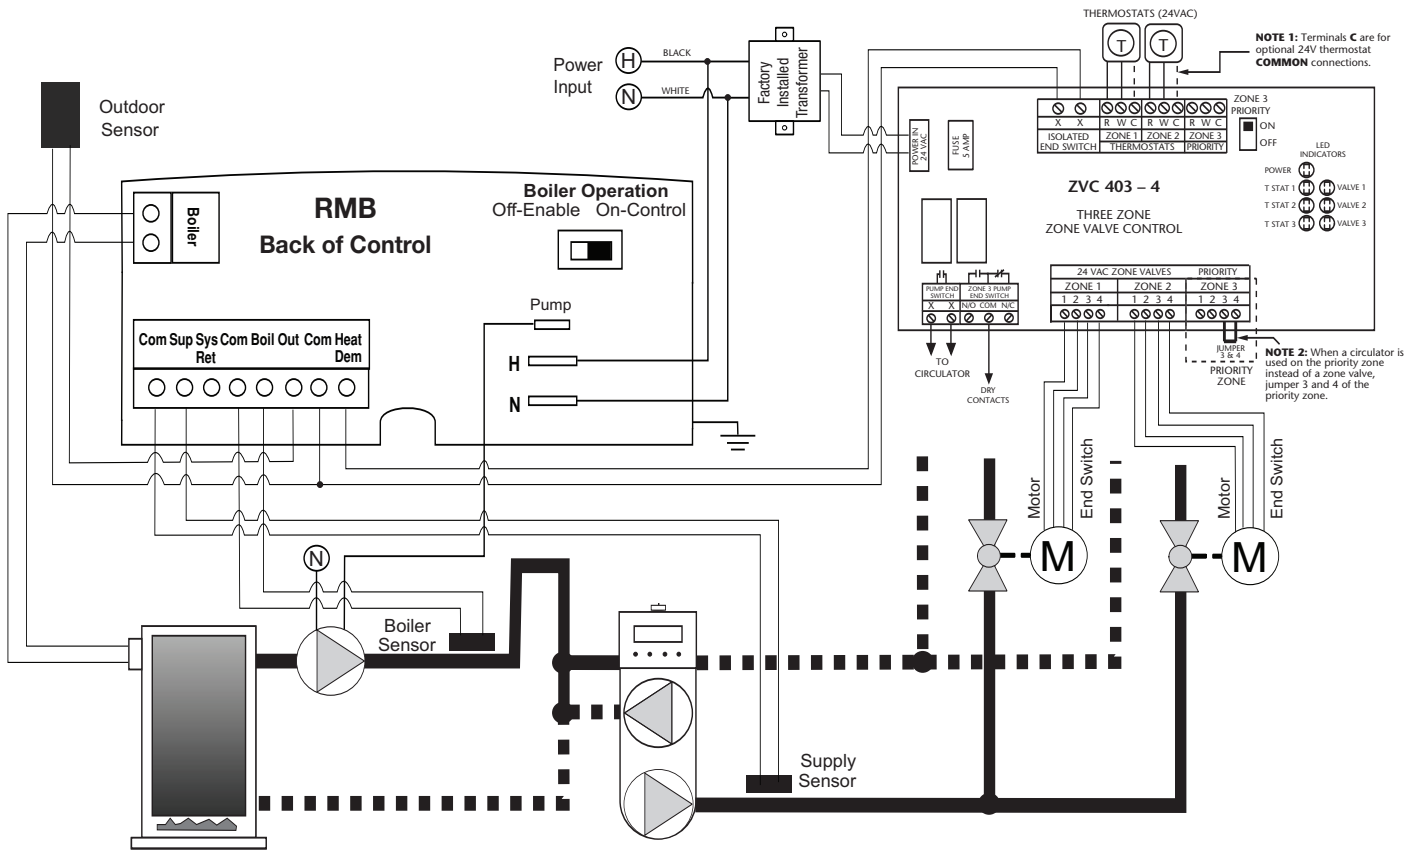 THERMOSTATS (24VAC)
T
T
NOTE 1: Terminals C are for
optional 24V thermostat
COMMON connections.
Power
Input
H
BLACK
N
WHITE
Factory
Installed
Transformer
Outdoor
Sensor
POWER IN
24 VAC
FUSE
5 AMP
X X
R W C R W C R W C
ISOLATED
END SWITCH
ZONE 1 ZONE 2 ZONE 3
THERMOSTATS PRIORITY
ZONE 3
PRIORITY
ON
OFF
LED
INDICATORS
POWER
T STAT 1
VALVE 1
T STAT 2
VALVE 2
T STAT 3
VALVE 3
ZVC 403 – 4
THREE ZONE
ZONE VALVE CONTROL
Boiler
RMB
Back of Control
Boiler Operation
Off-Enable On-Control
Pump
H
N
Com Sup Sys Com Boil Out Com Heat
Ret
Dem
PUMP END
SWITCH
X X
ZONE 3 PUMP
END SWITCH
N/O COM N/C
TO
CIRCULATOR
DRY
CONTACTS
24 VAC ZONE VALVES PRIORITY
ZONE 1 ZONE 2 ZONE 3
1 2 3 4 1 2 3 4 1 2 3 4
JUMPER
3 & 4
PRIORITY
ZONE
NOTE 2: When a circulator is
used on the priority zone
instead of a zone valve,
jumper 3 and 4 of the
priority zone.
Motor
End Switch
Motor
End Switch
M
M
N
Boiler
Sensor
Supply
Sensor